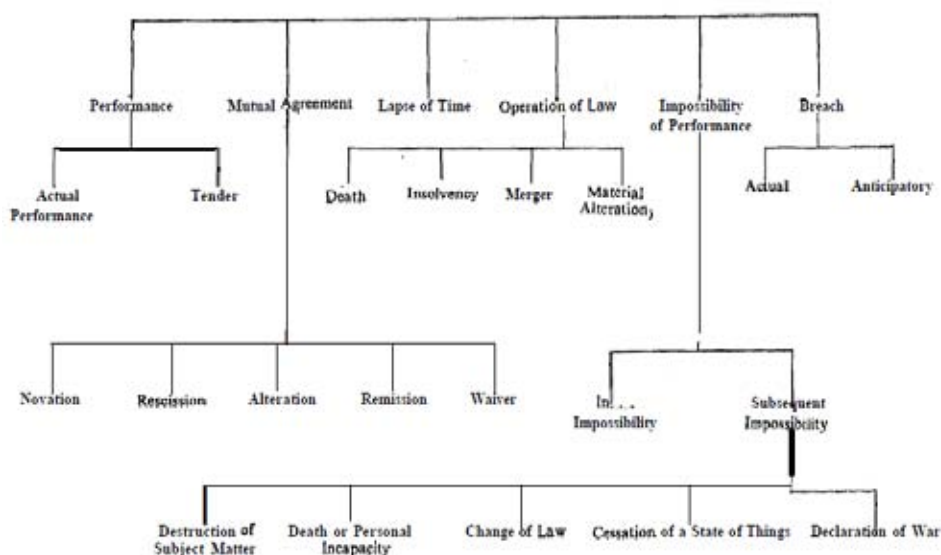 Performance
Mutual Agreement
Lapse of Time
Operation of Law
Impossibility
of Performance
Breach
Actual
Performance
Tender
Death
Insolvency
Merger
Material
Alteration,
Actual
Anticipatory
Novation
Rescission
Alteration
Remission
Waiver
Impossibility
Subsequent
Impossibility
Destruction of
Subject Matter
Death or Personal
Incapacity
Change of Law
Cessation of a State of Things
Declaration of War